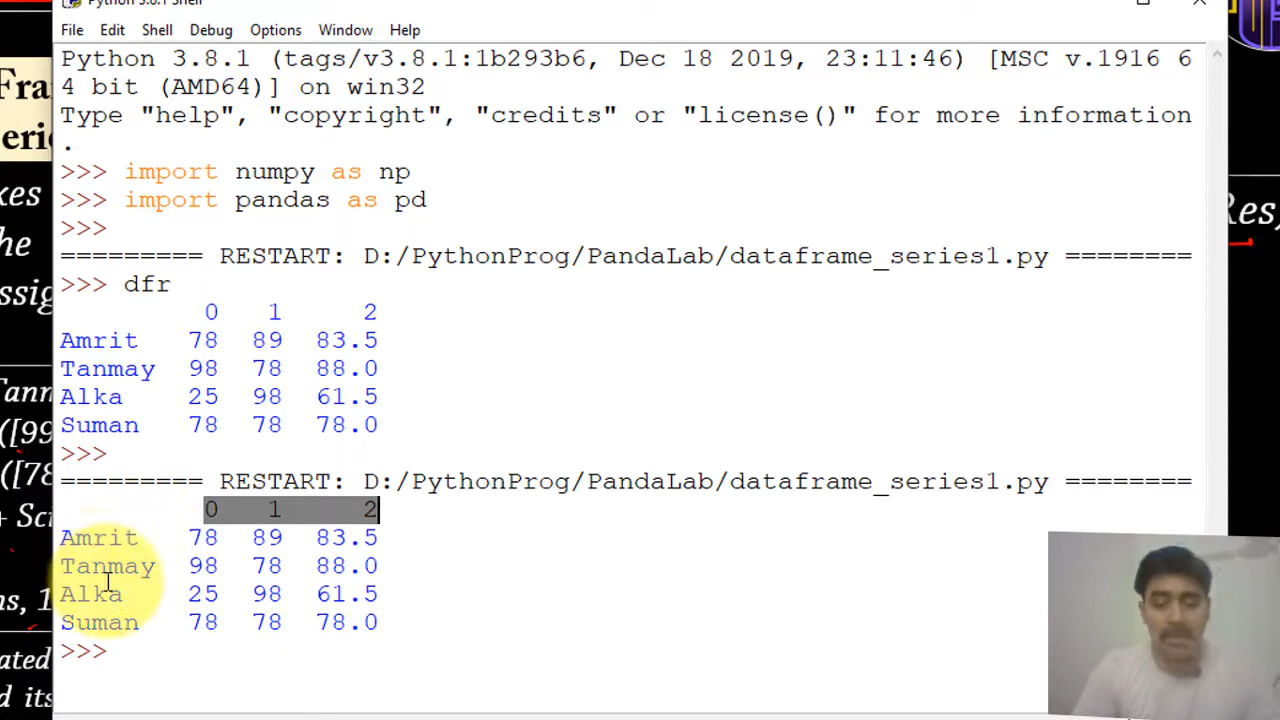 Python 3.8.1 Shell
File Edit Shell Debug Options Window Help
Python 3.8.1 (tags/v3.8.1:1b293b6, Dec 18 2019, 23:11:46) [MSC v.1916 6
4 bit (AMD64)] on win32
Type "help", "copyright", "credits" or "license()" for more information
.
>>> import numpy as np
>>> import pandas as pd
>>>
========= RESTART: D:/PythonProg/PandaLab/dataframe_series1.py ========
>>> dfr
0 1 2
Amrit 78 89 83.5
Tanmay 98 78 88.0
Alka 25 98 61.5
Suman 78 78 78.0
>>>
========= RESTART: D:/PythonProg/PandaLab/dataframe_series1.py ========
0 1 2
Amrit 78 89 83.5
Tanmay 98 78 88.0
Alka 25 98 61.5
Suman 78 78 78.0
>>>